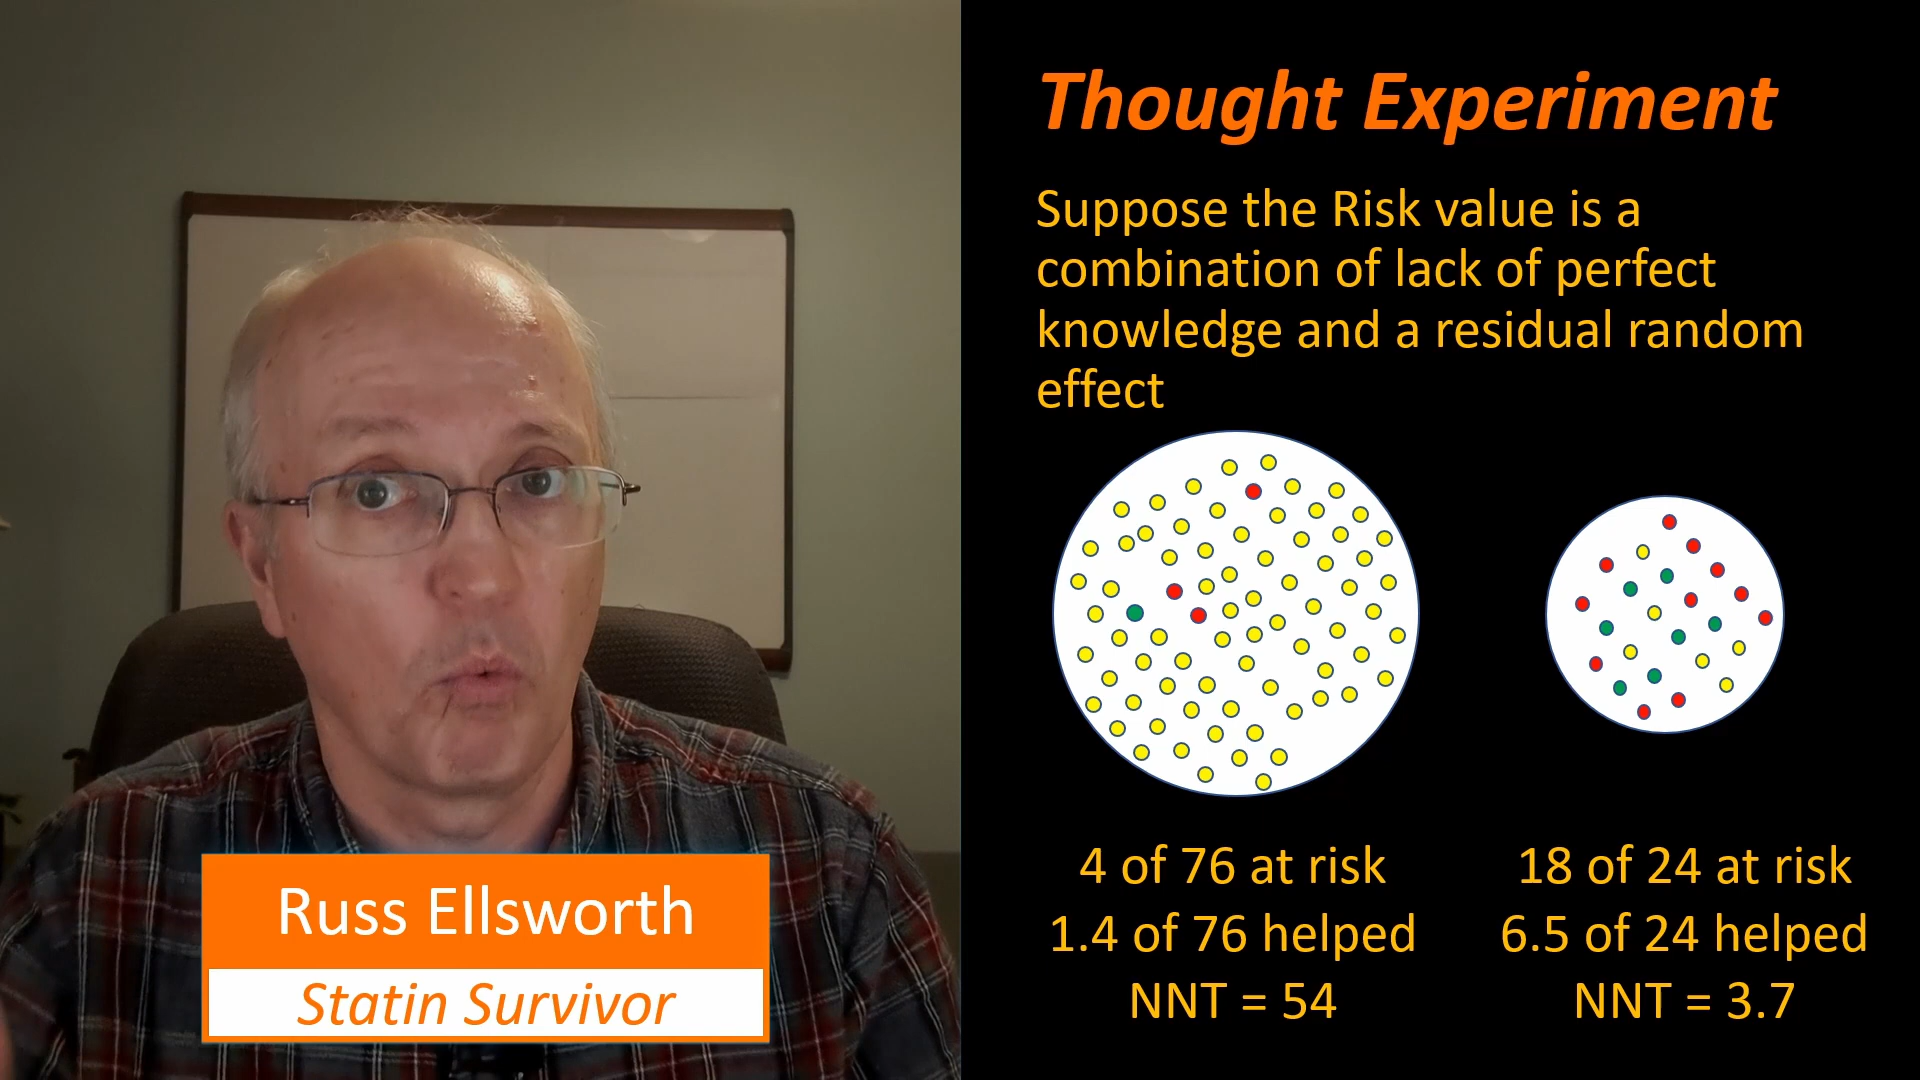 Thought Experiment
Suppose the Risk value is a
combination of lack of perfect
knowledge and a residual random
effect
4 of 76 at risk
1.4 of 76 helped
NNT = 54
18 of 24 at risk
6.5 of 24 helped
NNT = 3.7
Russ Ellsworth
Statin Survivor